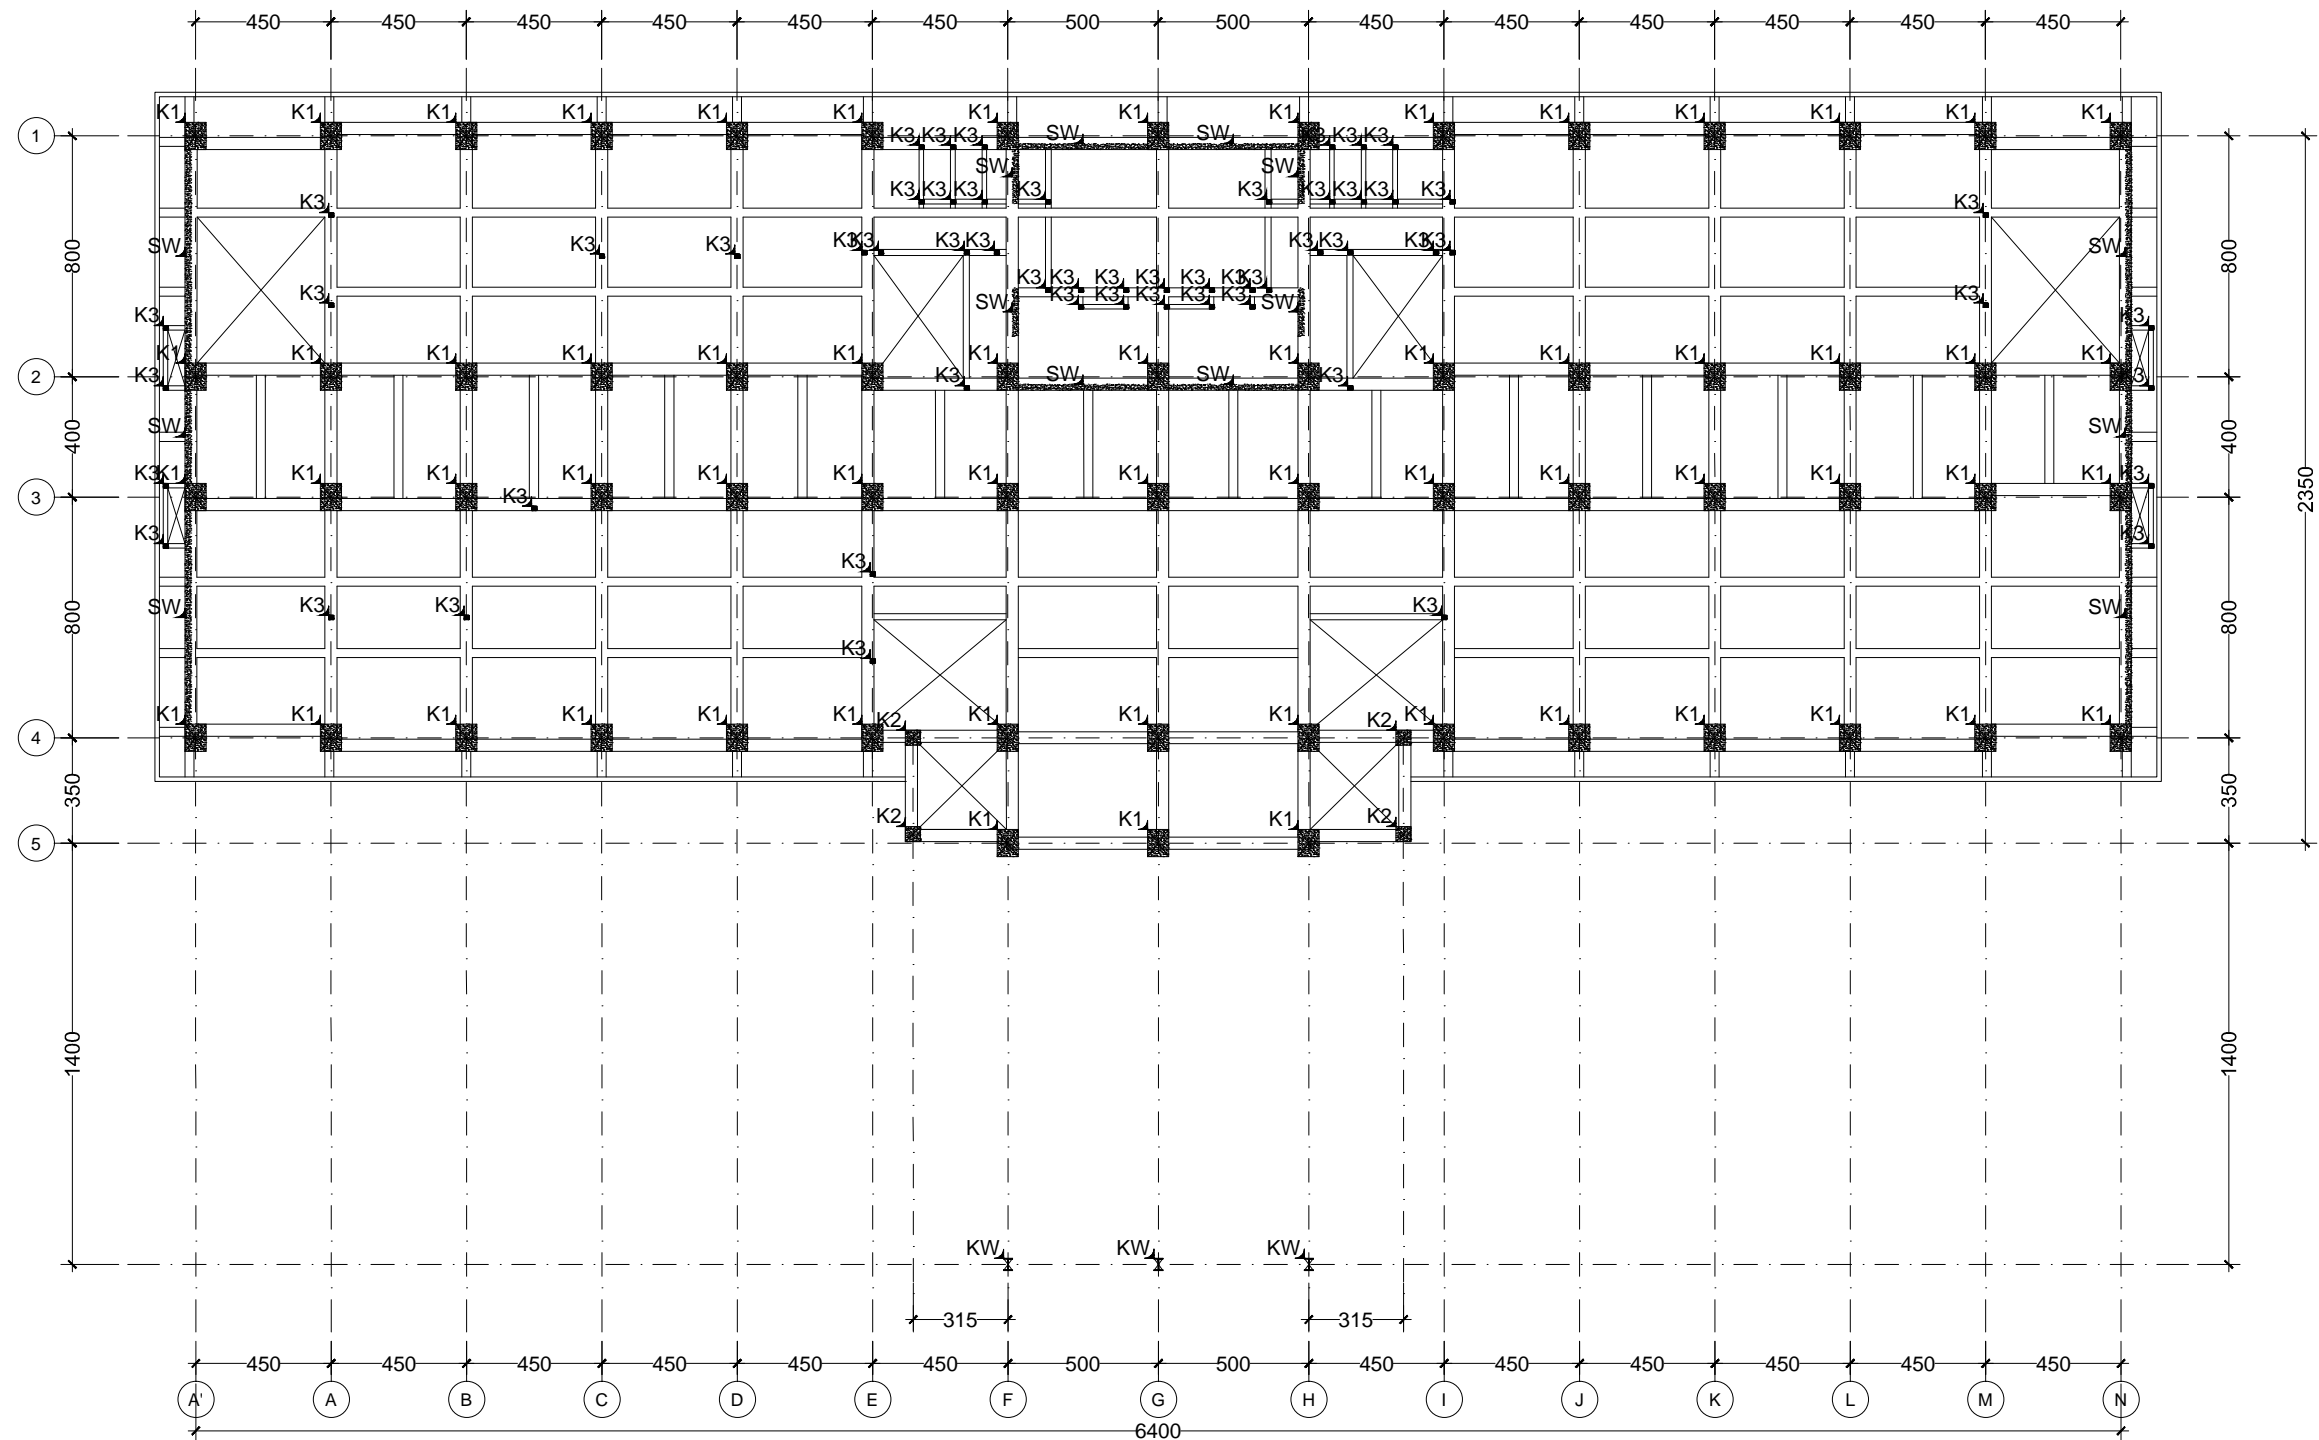 450 450 450 450 450 450 500 500 450 450 450 450 450 450
K1 K1 K1 K1 K1 K1 K1 K1 K1 K1 K1 K1 K1 K1 K1
1
SW SW
K3 K3 K3 K3 K3 K3
SW SW
K3 K3 K3 K3 K3 K3 K3 K3 K3
K3 K3
SW K3 K3 K3 K3 K3 K3 K3 K3 K3 K3 SW
800 800
K3 K3 K3 K3 K3 K3 K3 K3
K3 K3
SW K3 K3 K3 K3 K3 SW
K3 K3
K1 K1 K1 K1 K1 K1 K1 K1 K1 K1 K1 K1 K1 K1 K1
2
K3 K3 SW SW K3 K3
SW SW
400 400
K3 K1 K1 K1 K1 K1 K1 K1 K1 K1 K1 K1 K1 K1 K1 K1 K3
3
K3
2350
K3 K3
K3
SW K3 K3 K3 SW
800 800
K3
K1 K1 K1 K1 K1 K1 K2 K1 K1 K1 K2 K1 K1 K1 K1 K1 K1
4
350 350
K2 K1 K1 K1 K2
5
1400 1400
KW KW KW
315 315
450 450 450 450 450 450 500 500 450 450 450 450 450 450
A' A B C D E F G H I J K L M N
6400